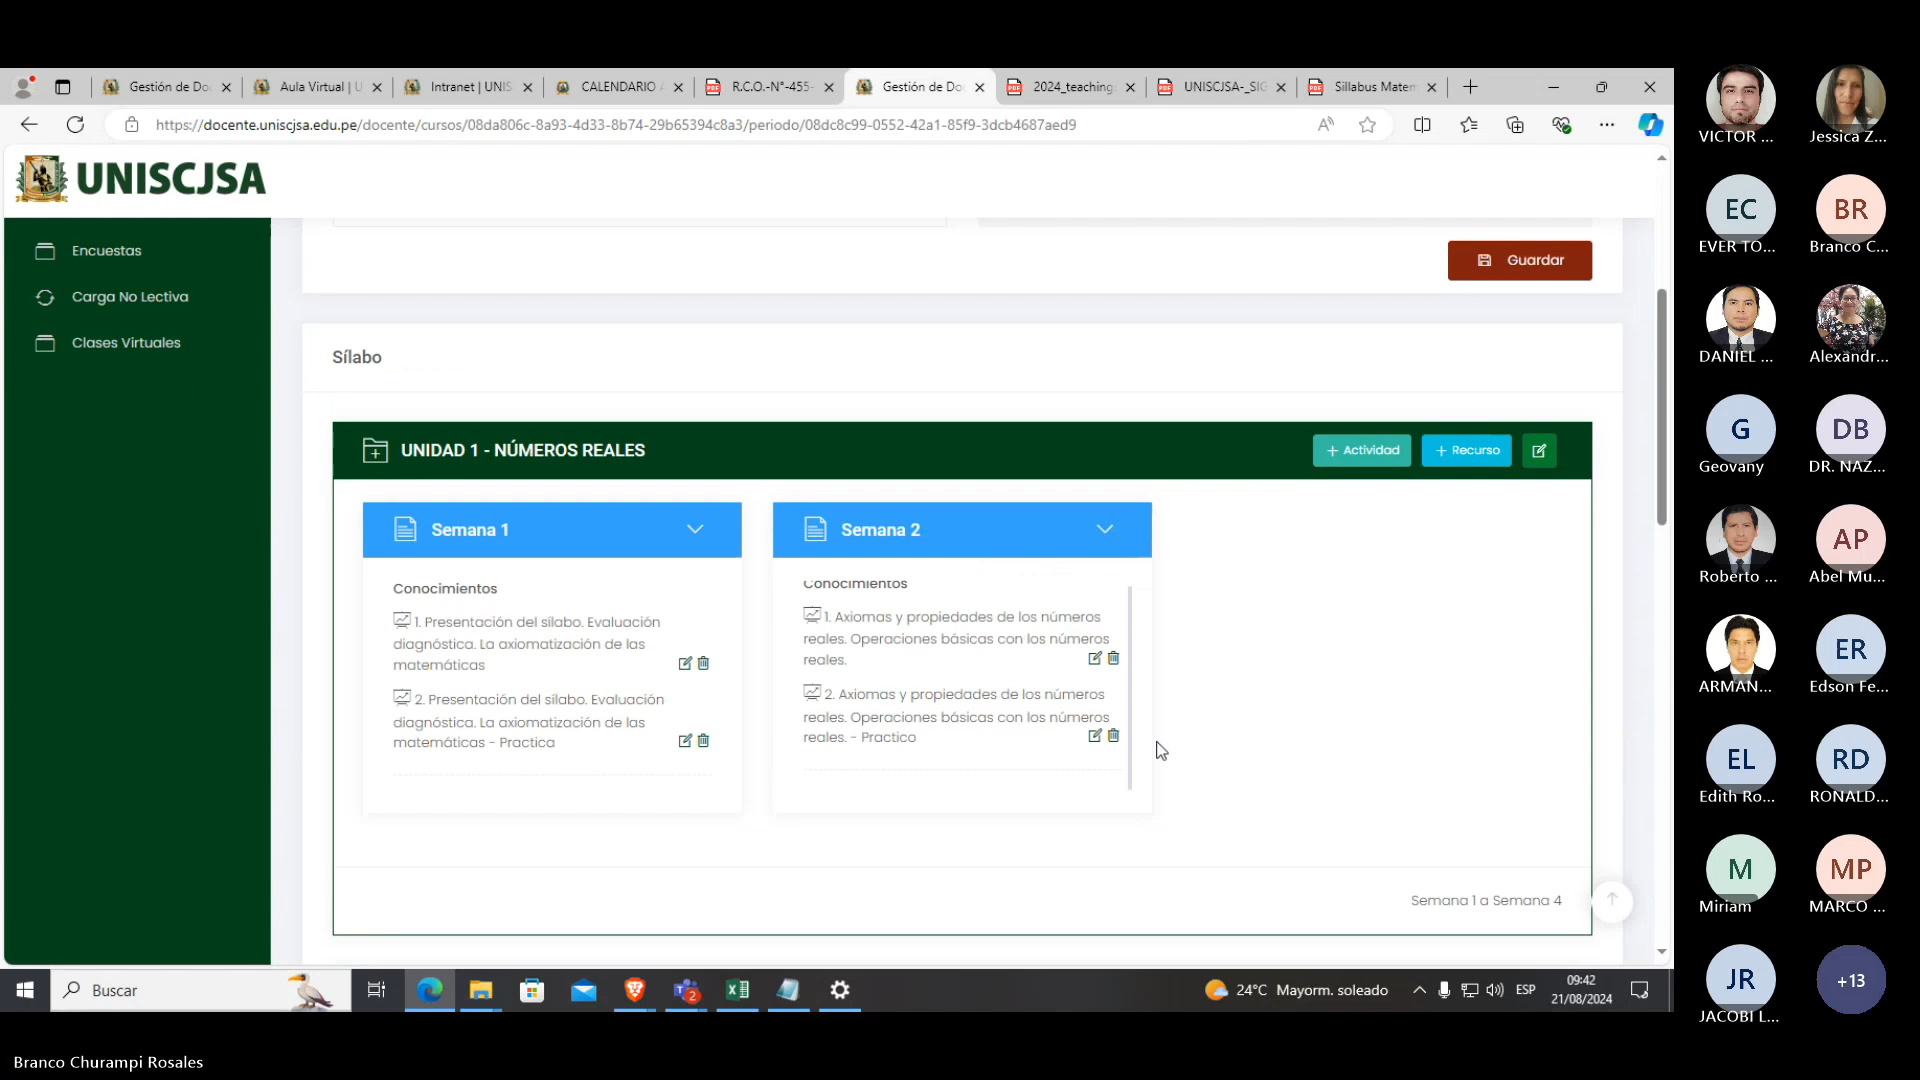 Gestión de Do
Aula Virtual | U
Intranet | UNIS
CALENDARIO A
R.C.O.-N°-455-
Gestión de Do
2024_teaching
UNISCJSA-_SIG
Sillabus Matem
https://docente.uniscjsa.edu.pe/docente/cursos/08da806c-8a93-4d33-8b74-29b65394c8a3/periodo/08dc8c99-0552-42a1-85f9-3dcb4687aed9
UNISCJSA
Encuestas
Carga No Lectiva
Clases Virtuales
Guardar
Sílabo
UNIDAD 1 - NÚMEROS REALES
+ Actividad
+ Recurso
Semana 1
Conocimientos
1. Presentación del sílabo. Evaluación
diagnóstica. La axiomatización de las
matemáticas
2. Presentación del sílabo. Evaluación
diagnóstica. La axiomatización de las
matemáticas - Practica
Semana 2
Conocimientos
1. Axiomas y propiedades de los números
reales. Operaciones básicas con los números
reales.
2. Axiomas y propiedades de los números
reales. Operaciones básicas con los números
reales. - Practico
Semana 1 a Semana 4
Buscar
2
24°C Mayorm. soleado
ESP
09:42
21/08/2024
VICTOR ...
Jessica Z...
EC
EVER TO...
BR
Branco C...
DANIEL ...
Alexandr...
G
Geovany
DB
DR. NAZ...
Roberto ...
AP
Abel Mu...
ARMAN...
ER
Edson Fe...
EL
Edith Ro...
RD
RONALD...
M
Miriam
MP
MARCO ...
JR
JACOBI L...
+13
Branco Churampi Rosales